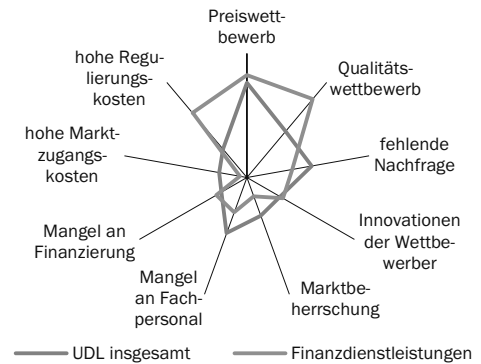 Preiswett-
bewerb
Qualitäts-
wettbewerb
fehlende
Nachfrage
Innovationen
der Wettbe-
werber
Marktbe-
herrschung
Mangel
an Fach-
personal
Mangel an
Finanzierung
hohe Markt-
zugangs-
kosten
hohe Regu-
lierungs-
kosten
UDL insgesamt
Finanzdienstleistungen